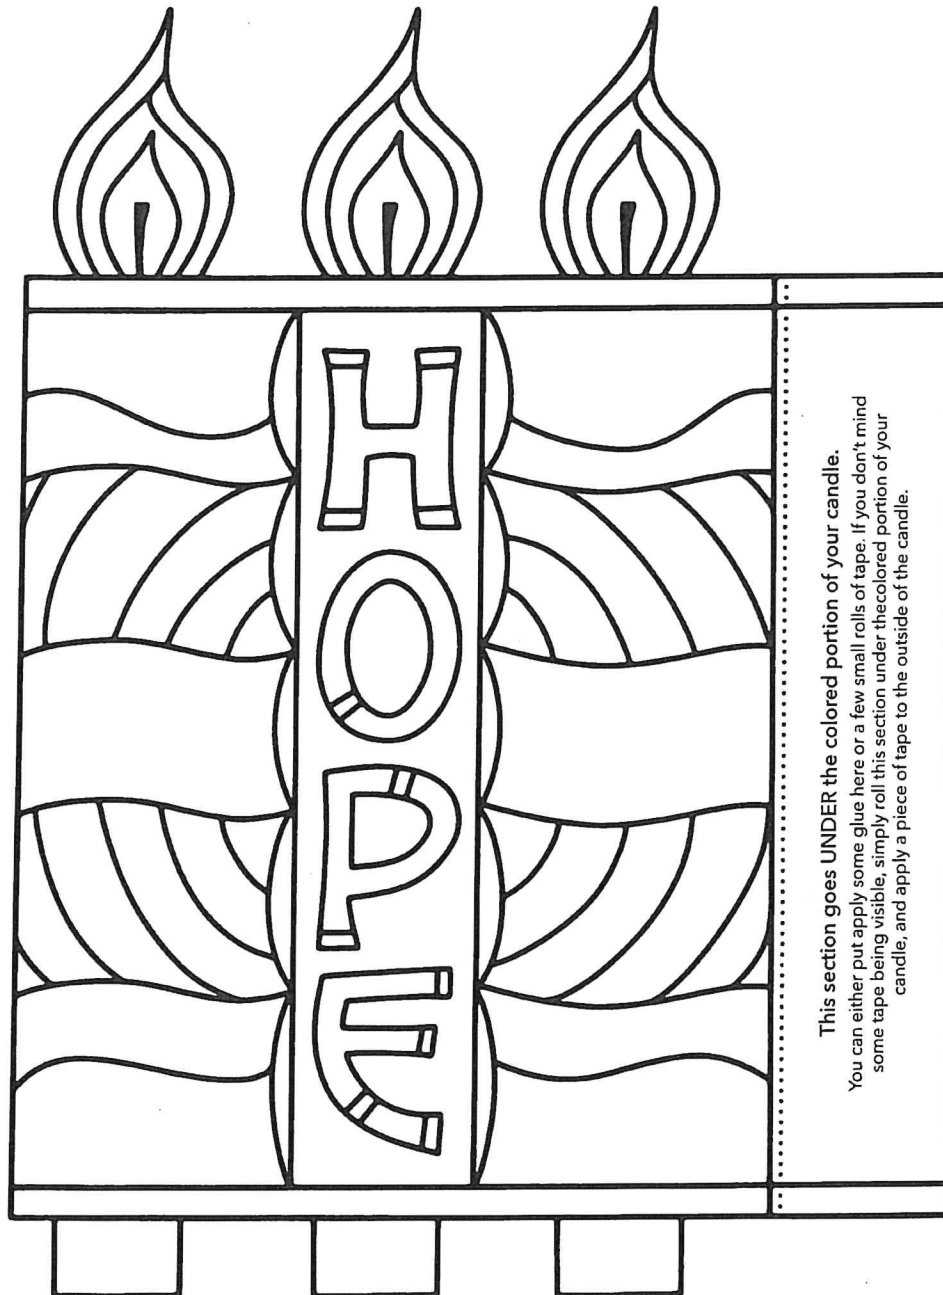 HOPE
This section goes UNDER the colored portion of your candle.
You can either put apply some glue here or a few small rolls of tape. If you don't mind
some tape being visible, simply roll this section under thecolored portion of your
candle, and apply a piece of tape to the outside of the candle.